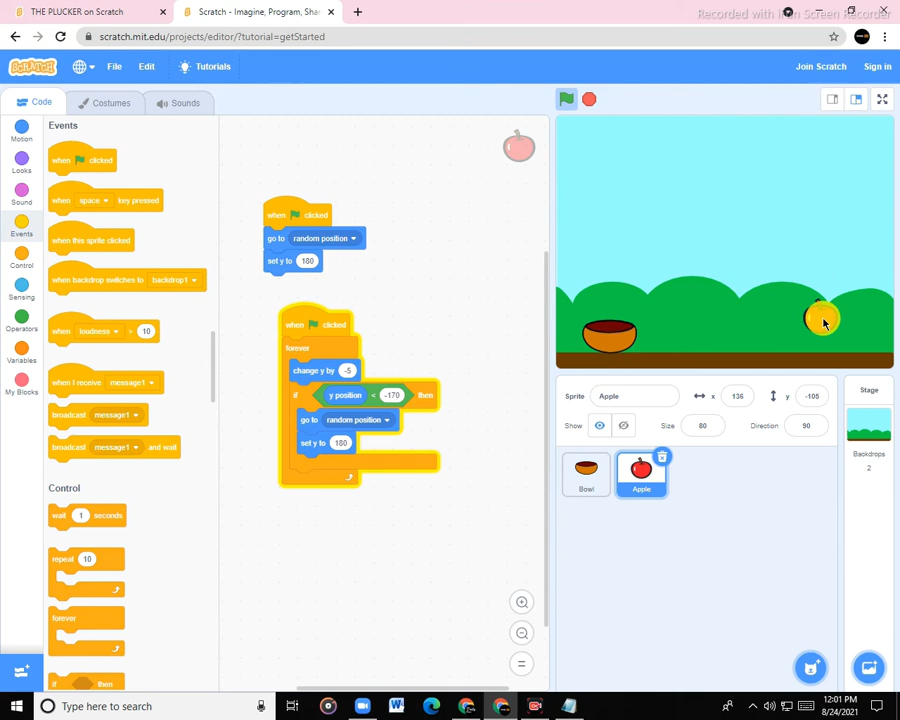 THE PLUCKER on Scratch
Scratch - Imagine, Program, Sha
Recorded with Iron Screen Recorder
scratch.mit.edu/projects/editor/?tutorial=getStarted
SCRATCH
File
Edit
Tutorials
Join Scratch
Sign in
Code
Costumes
Sounds
Motion
Looks
Sound
Events
Control
Sensing
Operators
Variables
My Blocks
Events
when clicked
when space key pressed
when this sprite clicked
when backdrop switches to backdrop1
when loudness > 10
when I receive message1
broadcast message1
broadcast message1 and wait
Control
wait 1 seconds
repeat 10
forever
if then
when clicked
go to random position
set y to 180
when clicked
forever
change y by -5
if y position < -170 then
go to random position
set y to 180
Sprite Apple x 136 y -105
Show Size 80 Direction 90
Bowl
Apple
Stage
Backdrops
2
Type here to search
12:01 PM
8/24/2021